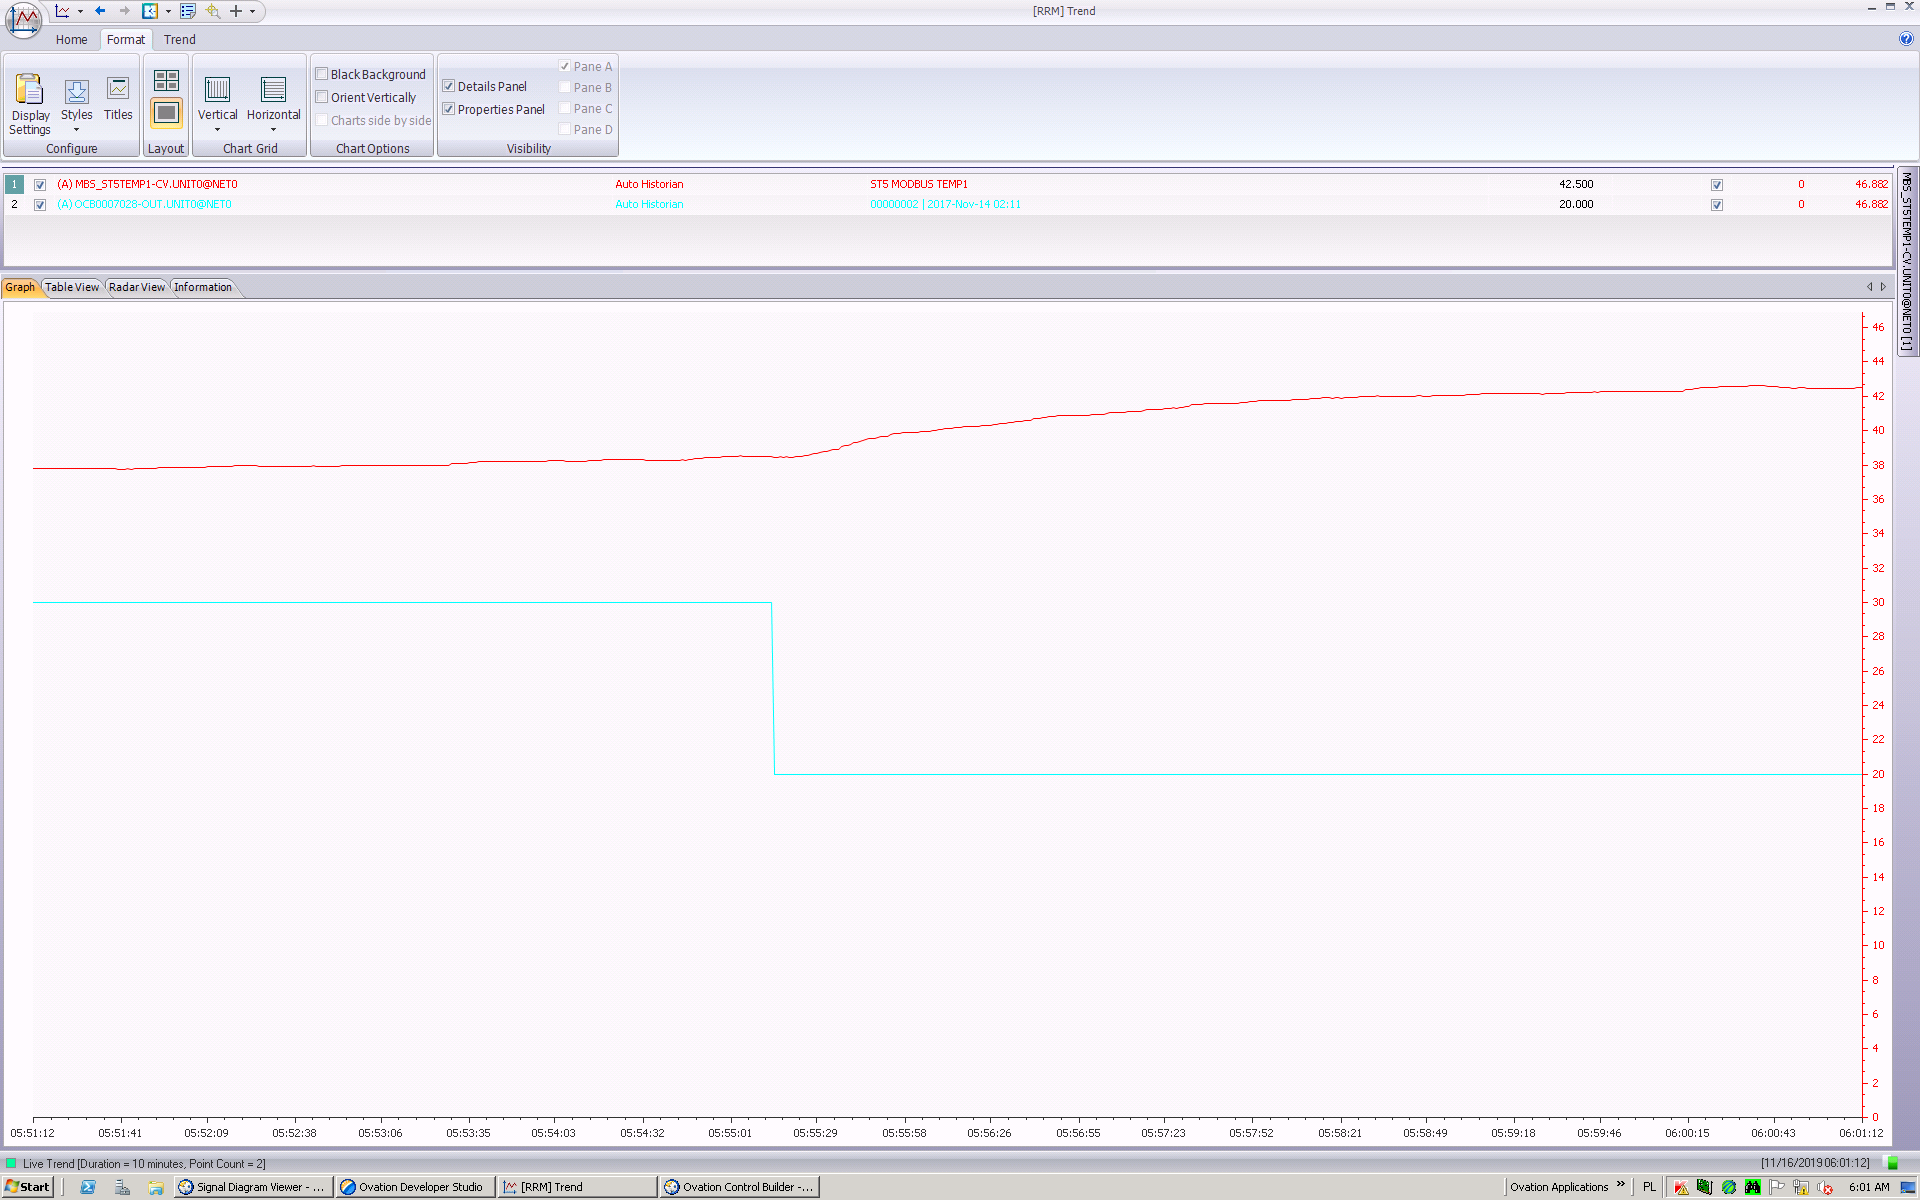 [RRM] Trend
Home Format Trend
Display Settings Styles Titles Vertical Horizontal
Black Background
Orient Vertically
Charts side by side
Details Panel
Properties Panel
Pane A
Pane B
Pane C
Pane D
Configure Layout Chart Grid Chart Options Visibility
1 (A) MBS_ST5TEMP1-CV.UNIT0@NET0 Auto Historian ST5 MODBUS TEMP1 42.500 0 46.882
2 (A) OCB0007026-OUT.UNIT0@NET0 Auto Historian 00000002 | 2017-Nov-14 02:11 20.000 0 46.882
MBS_ST5TEMP1-CV.UNIT0@NET0 [1]
Graph Table View Radar View Information
46
44
42
40
38
36
34
32
30
28
26
24
22
20
18
16
14
12
10
8
6
4
2
0
05:51:12 05:51:41 05:52:09 05:52:38 05:53:06 05:53:35 05:54:03 05:54:32 05:55:01 05:55:29 05:55:58 05:56:26 05:56:55 05:57:23 05:57:52 05:58:21 05:58:49 05:59:18 05:59:46 06:00:15 06:00:43 06:01:12
Live Trend [Duration = 10 minutes, Point Count = 2] [11/16/2019 06:01:12]
Start Signal Diagram Viewer - ... Ovation Developer Studio [RRM] Trend Ovation Control Builder -... Ovation Applications » PL 6:01 AM